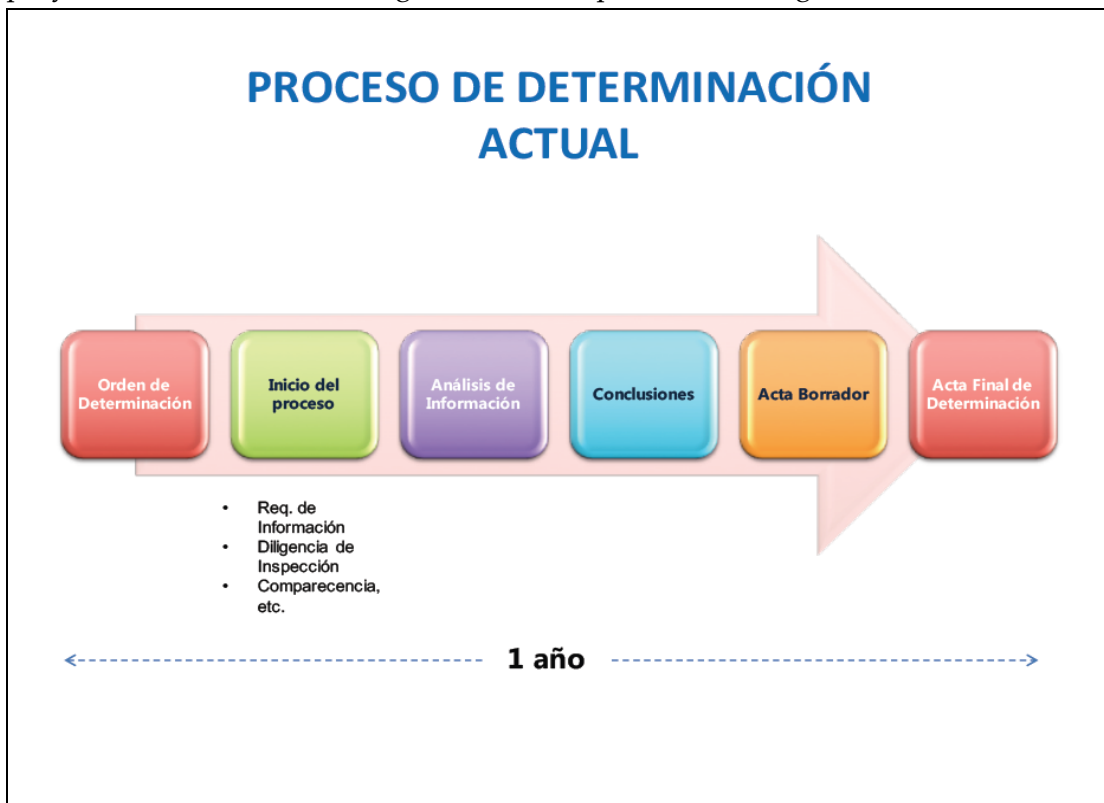 PROCESO DE DETERMINACIÓN
ACTUAL
Orden de
Determinación
Inicio del
proceso
Análisis de
Información
Conclusiones
Acta Borrador
Acta Final de
Determinación
• Req. de
Información
• Diligencia de
Inspección
• Comparecencia,
etc.
1 año